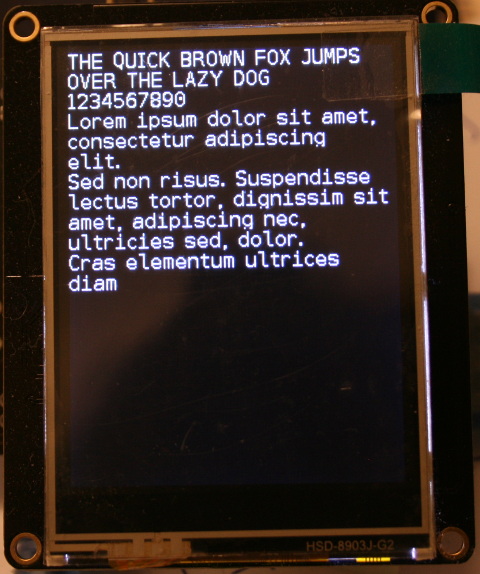 THE QUICK BROWN FOX JUMPS
OVER THE LAZY DOG
1234567890
Lorem ipsum dolor sit amet,
consectetur adipiscing
elit.
Sed non risus. Suspendisse
lectus tortor, dignissim sit
amet, adipiscing nec,
ultricies sed, dolor.
Cras elementum ultrices
diam
HSD-8903J-G2